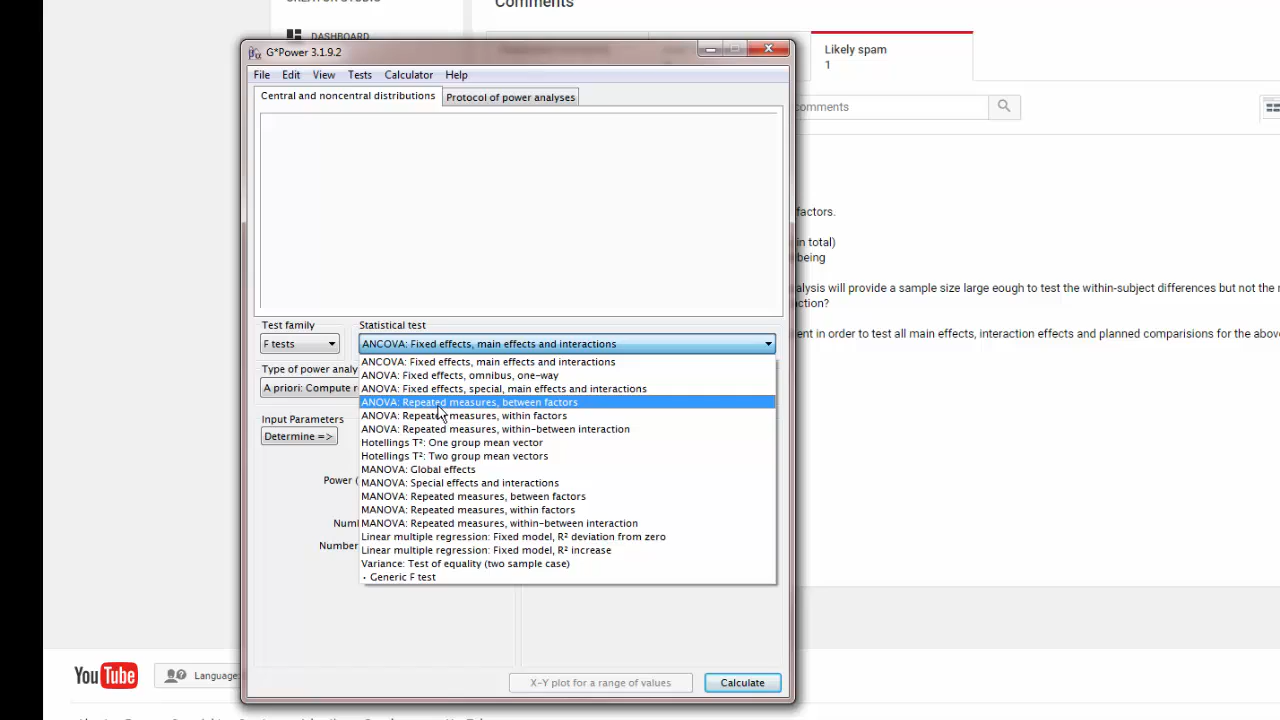 Comments
DASHBOARD
G*Power 3.1.9.2
Likely spam
1
File Edit View Tests Calculator Help
Central and noncentral distributions
Protocol of power analyses
comments
factors.
in total)
being
alysis will provide a sample size large enough to test the within-subject differences but not the
ction?
ent in order to test all main effects, interaction effects and planned comparisions for the above
Test family
Statistical test
F tests
ANCOVA: Fixed effects, main effects and interactions
ANCOVA: Fixed effects, main effects and interactions
Type of power analy
ANOVA: Fixed effects, omnibus, one-way
A priori: Compute r
ANOVA: Fixed effects, special, main effects and interactions
ANOVA: Repeated measures, between factors
Input Parameters
ANOVA: Repeated measures, within factors
Determine =>
ANOVA: Repeated measures, within-between interaction
Hotellings T²: One group mean vector
Hotellings T²: Two group mean vectors
MANOVA: Global effects
Power (
MANOVA: Special effects and interactions
MANOVA: Repeated measures, between factors
MANOVA: Repeated measures, within factors
Num
MANOVA: Repeated measures, within-between interaction
Linear multiple regression: Fixed model, R² deviation from zero
Number
Linear multiple regression: Fixed model, R² increase
Variance: Test of equality (two sample case)
Generic F test
X-Y plot for a range of values
Calculate
YouTube
Language: